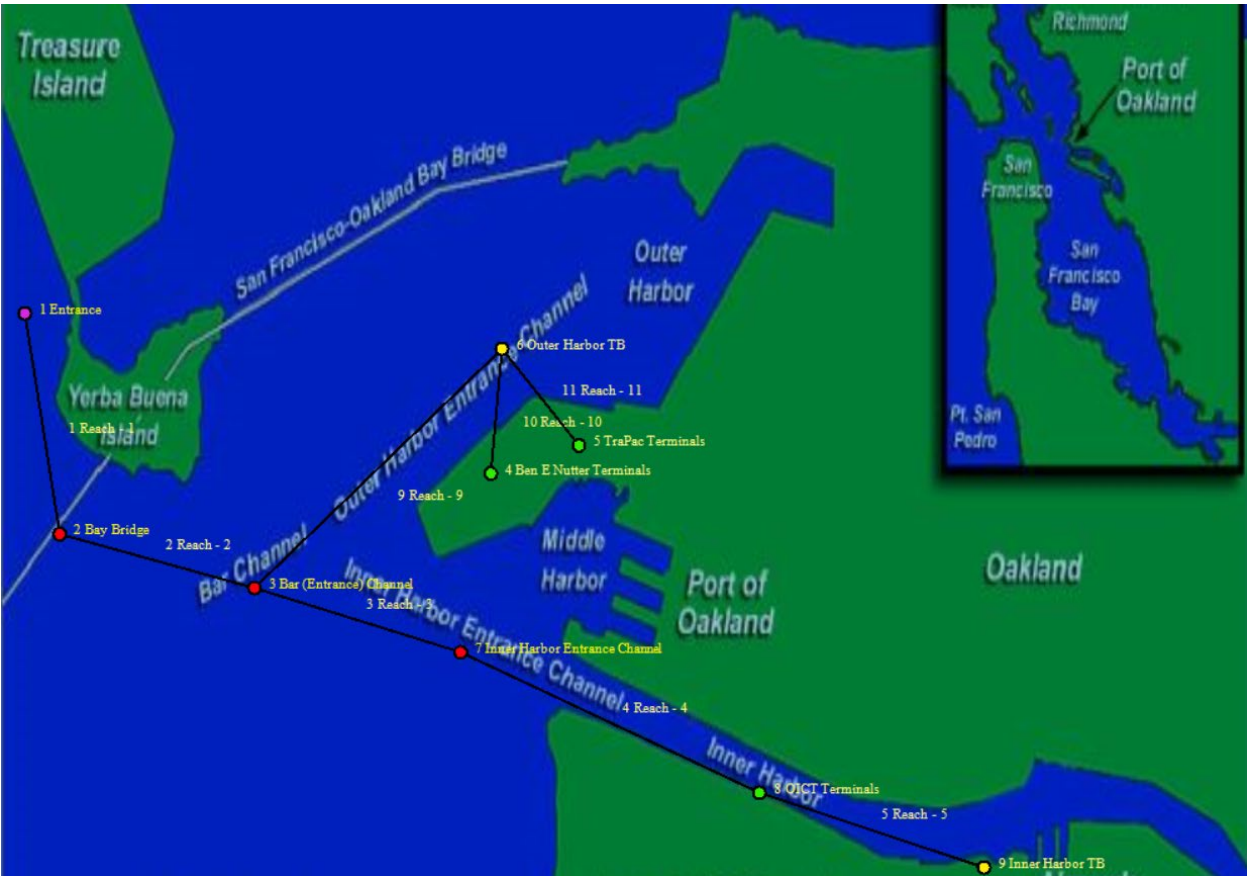 Treasure
Island
Richmond
Port of
Oakland
San
Francisco
San
Francisco
Bay
Pt. San
Pedro
San Francisco-Oakland Bay Bridge
Outer
Harbor
1 Entrance
Yerba Buena
Island
1 Reach - 1
6 Outer Harbor TB
Outer Harbor Entrance Channel
11 Reach - 11
10 Reach - 10
5 TraPac Terminals
4 Ben E Nutter Terminals
9 Reach - 9
2 Bay Bridge
2 Reach - 2
Bar Channel
3 Bar (Entrance) Channel
3 Reach - 3
Middle
Harbor
Port of
Oakland
Oakland
Inner Harbor Entrance Channel
7 Inner Harbor Entrance Channel
4 Reach - 4
Inner Harbor
8 OICT Terminals
5 Reach - 5
9 Inner Harbor TB